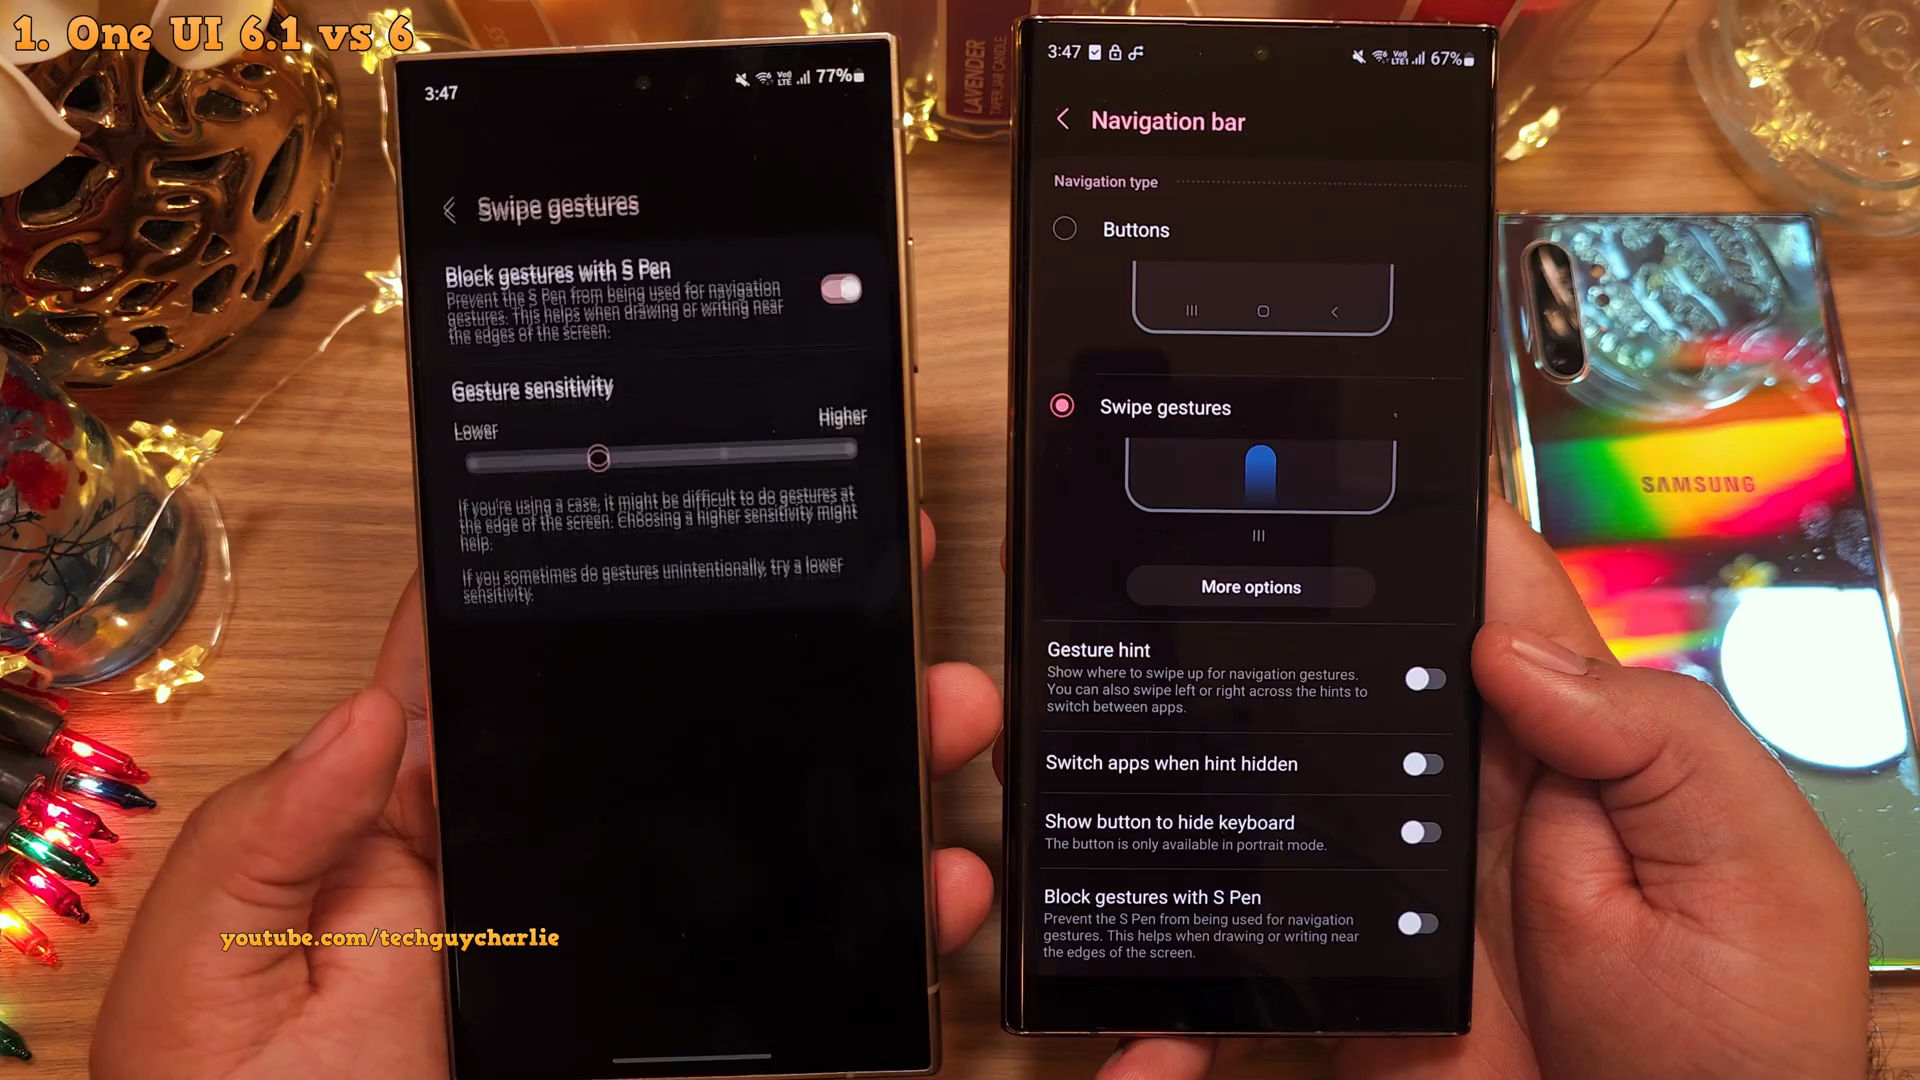 1. One UI 6.1 vs 6
LAVENDER
TAPER JAR CANDLE
3:47
VoD LTE
77%
Swipe gestures
Block gestures with S Pen
Prevent the S Pen from being used for navigation
gestures. This helps when drawing or writing near
the edges of the screen.
Gesture sensitivity
Lower
Higher
If you're using a case, it might be difficult to do gestures at
the edge of the screen. Choosing a higher sensitivity might
help.
If you sometimes do gestures unintentionally, try a lower
sensitivity.
youtube.com/techguycharlie
3:47
67%
Navigation bar
Navigation type
Buttons
Swipe gestures
More options
Gesture hint
Show where to swipe up for navigation gestures.
You can also swipe left or right across the hints to
switch between apps.
Switch apps when hint hidden
Show button to hide keyboard
The button is only available in portrait mode.
Block gestures with S Pen
Prevent the S Pen from being used for navigation
gestures. This helps when drawing or writing near
the edges of the screen.
SAMSUNG